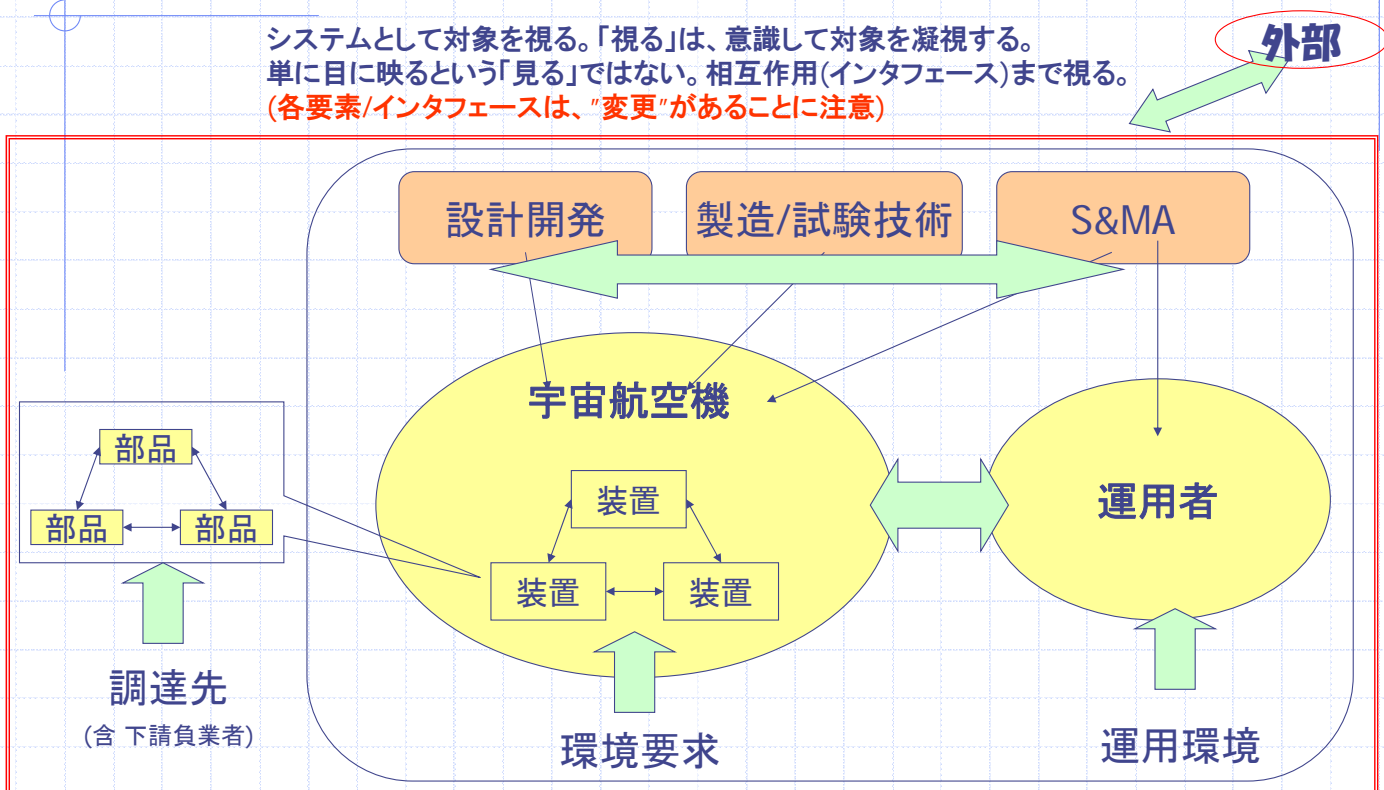 システムとして対象を視る。「視る」は、意識して対象を凝視する。
単に目に映るという「見る」ではない。相互作用(インタフェース)まで視る。
(各要素/インタフェースは、"変更"があることに注意)
外部
設計開発
製造/試験技術
S&MA
宇宙航空機
運用者
部品
部品
部品
装置
装置
装置
調達先
(含 下請負業者)
環境要求
運用環境